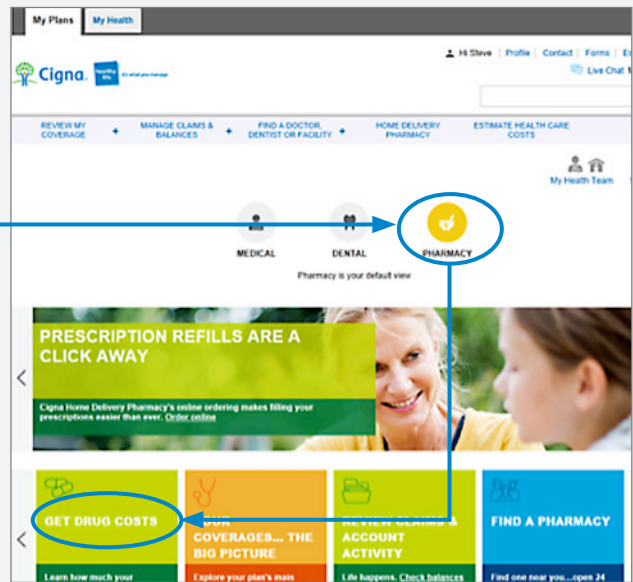 My Plans My Health
Hi Steve | Profile | Contact | Forms
Live Chat
Cigna.
REVIEW MY COVERAGE + MANAGE CLAIMS & BALANCES + FIND A DOCTOR, DENTIST OR FACILITY + HOME DELIVERY PHARMACY ESTIMATE HEALTH CARE COSTS
My Health Team
MEDICAL DENTAL PHARMACY
Pharmacy is your default view
PRESCRIPTION REFILLS ARE A
CLICK AWAY
Cigna Home Delivery Pharmacy's online ordering makes filling your
prescriptions easier than ever. Order online
GET DRUG COSTS
COVERAGES... THE
BIG PICTURE
REVIEW CLAIMS &
ACCOUNT
ACTIVITY
FIND A PHARMACY
Learn how much your
Explore your plan's main
Life happens. Check balances
Find one near you...open 24